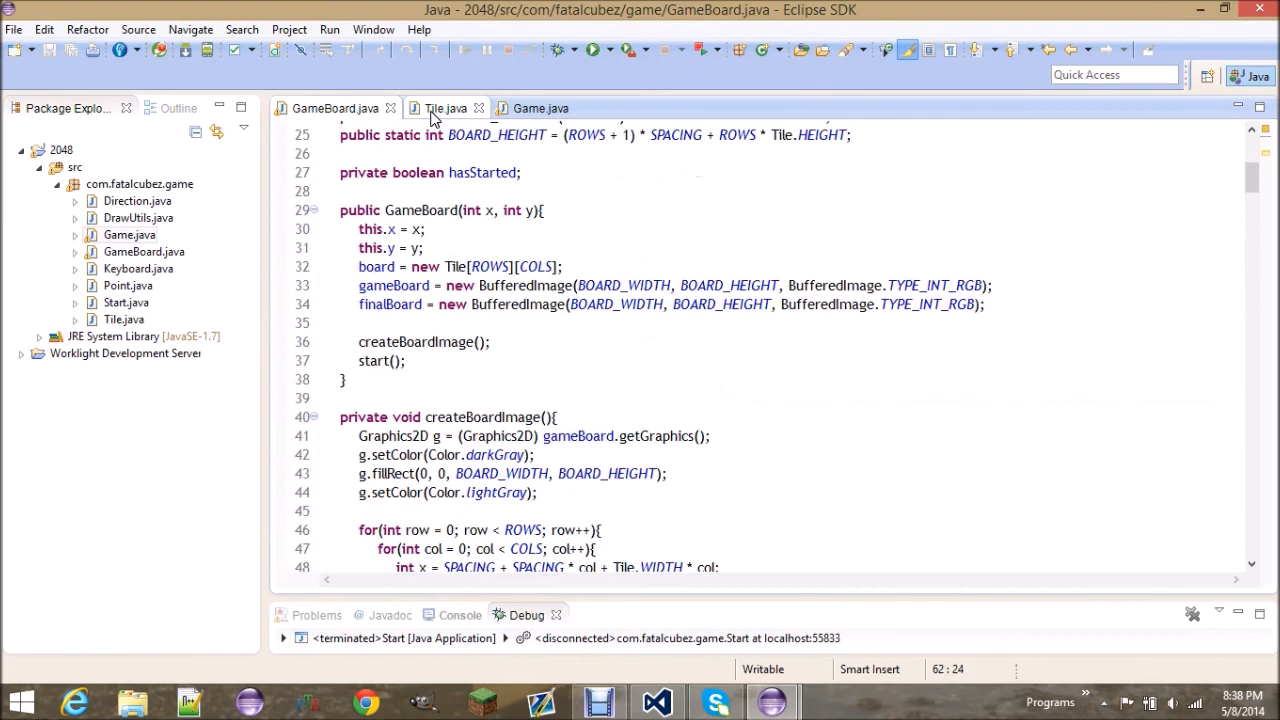 Java - 2048/src/com/fatalcubez/game/GameBoard.java - Eclipse SDK
File Edit Refactor Source Navigate Search Project Run Window Help
Quick Access
Java
Package Explo...
Outline
GameBoard.java
Tile.java
Game.java
2048
src
com.fatalcubez.game
Direction.java
DrawUtils.java
Game.java
GameBoard.java
Keyboard.java
Point.java
Start.java
Tile.java
JRE System Library [JavaSE-1.7]
Worklight Development Server
25 public static int BOARD_HEIGHT = (ROWS + 1) * SPACING + ROWS * Tile.HEIGHT;
26
27 private boolean hasStarted;
28
29 public GameBoard(int x, int y){
30 this.x = x;
31 this.y = y;
32 board = new Tile[ROWS][COLS];
33 gameBoard = new BufferedImage(BOARD_WIDTH, BOARD_HEIGHT, BufferedImage.TYPE_INT_RGB);
34 finalBoard = new BufferedImage(BOARD_WIDTH, BOARD_HEIGHT, BufferedImage.TYPE_INT_RGB);
35
36 createBoardImage();
37 start();
38 }
39
40 private void createBoardImage(){
41 Graphics2D g = (Graphics2D) gameBoard.getGraphics();
42 g.setColor(Color.darkGray);
43 g.fillRect(0, 0, BOARD_WIDTH, BOARD_HEIGHT);
44 g.setColor(Color.lightGray);
45
46 for(int row = 0; row < ROWS; row++){
47 for(int col = 0; col < COLS; col++){
48 int x = SPACING + SPACING * col + Tile.WIDTH * col;
Problems
Javadoc
Console
Debug
<terminated>Start [Java Application]
<disconnected>com.fatalcubez.game.Start at localhost:55833
Writable
Smart Insert
62 : 24
Programs
8:38 PM
5/8/2014